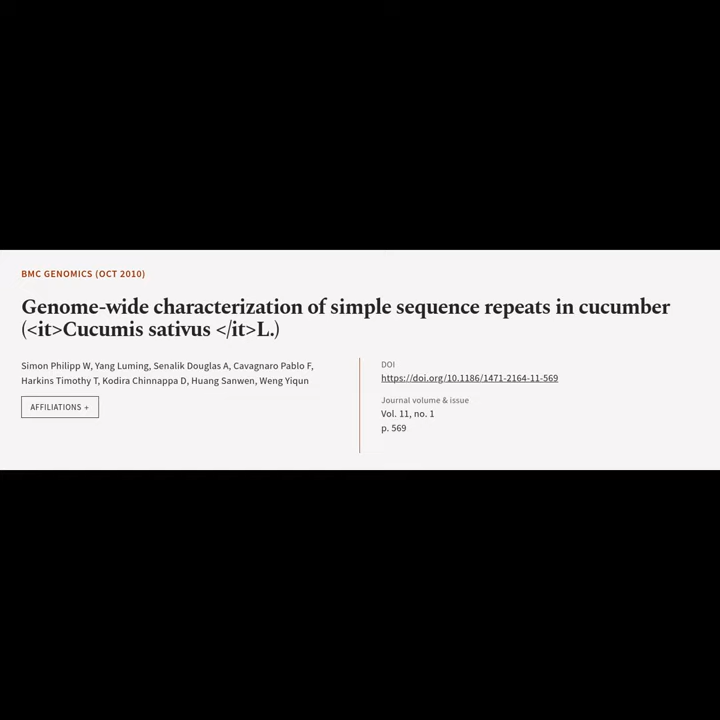 BMC GENOMICS (OCT 2010)
Genome-wide characterization of simple sequence repeats in cucumber
(<it>Cucumis sativus </it>L.)
Simon Philipp W, Yang Luming, Senalik Douglas A, Cavagnaro Pablo F,
Harkins Timothy T, Kodira Chinnappa D, Huang Sanwen, Weng Yiqun
AFFILIATIONS +
DOI
https://doi.org/10.1186/1471-2164-11-569
Journal volume & issue
Vol. 11, no. 1
p. 569